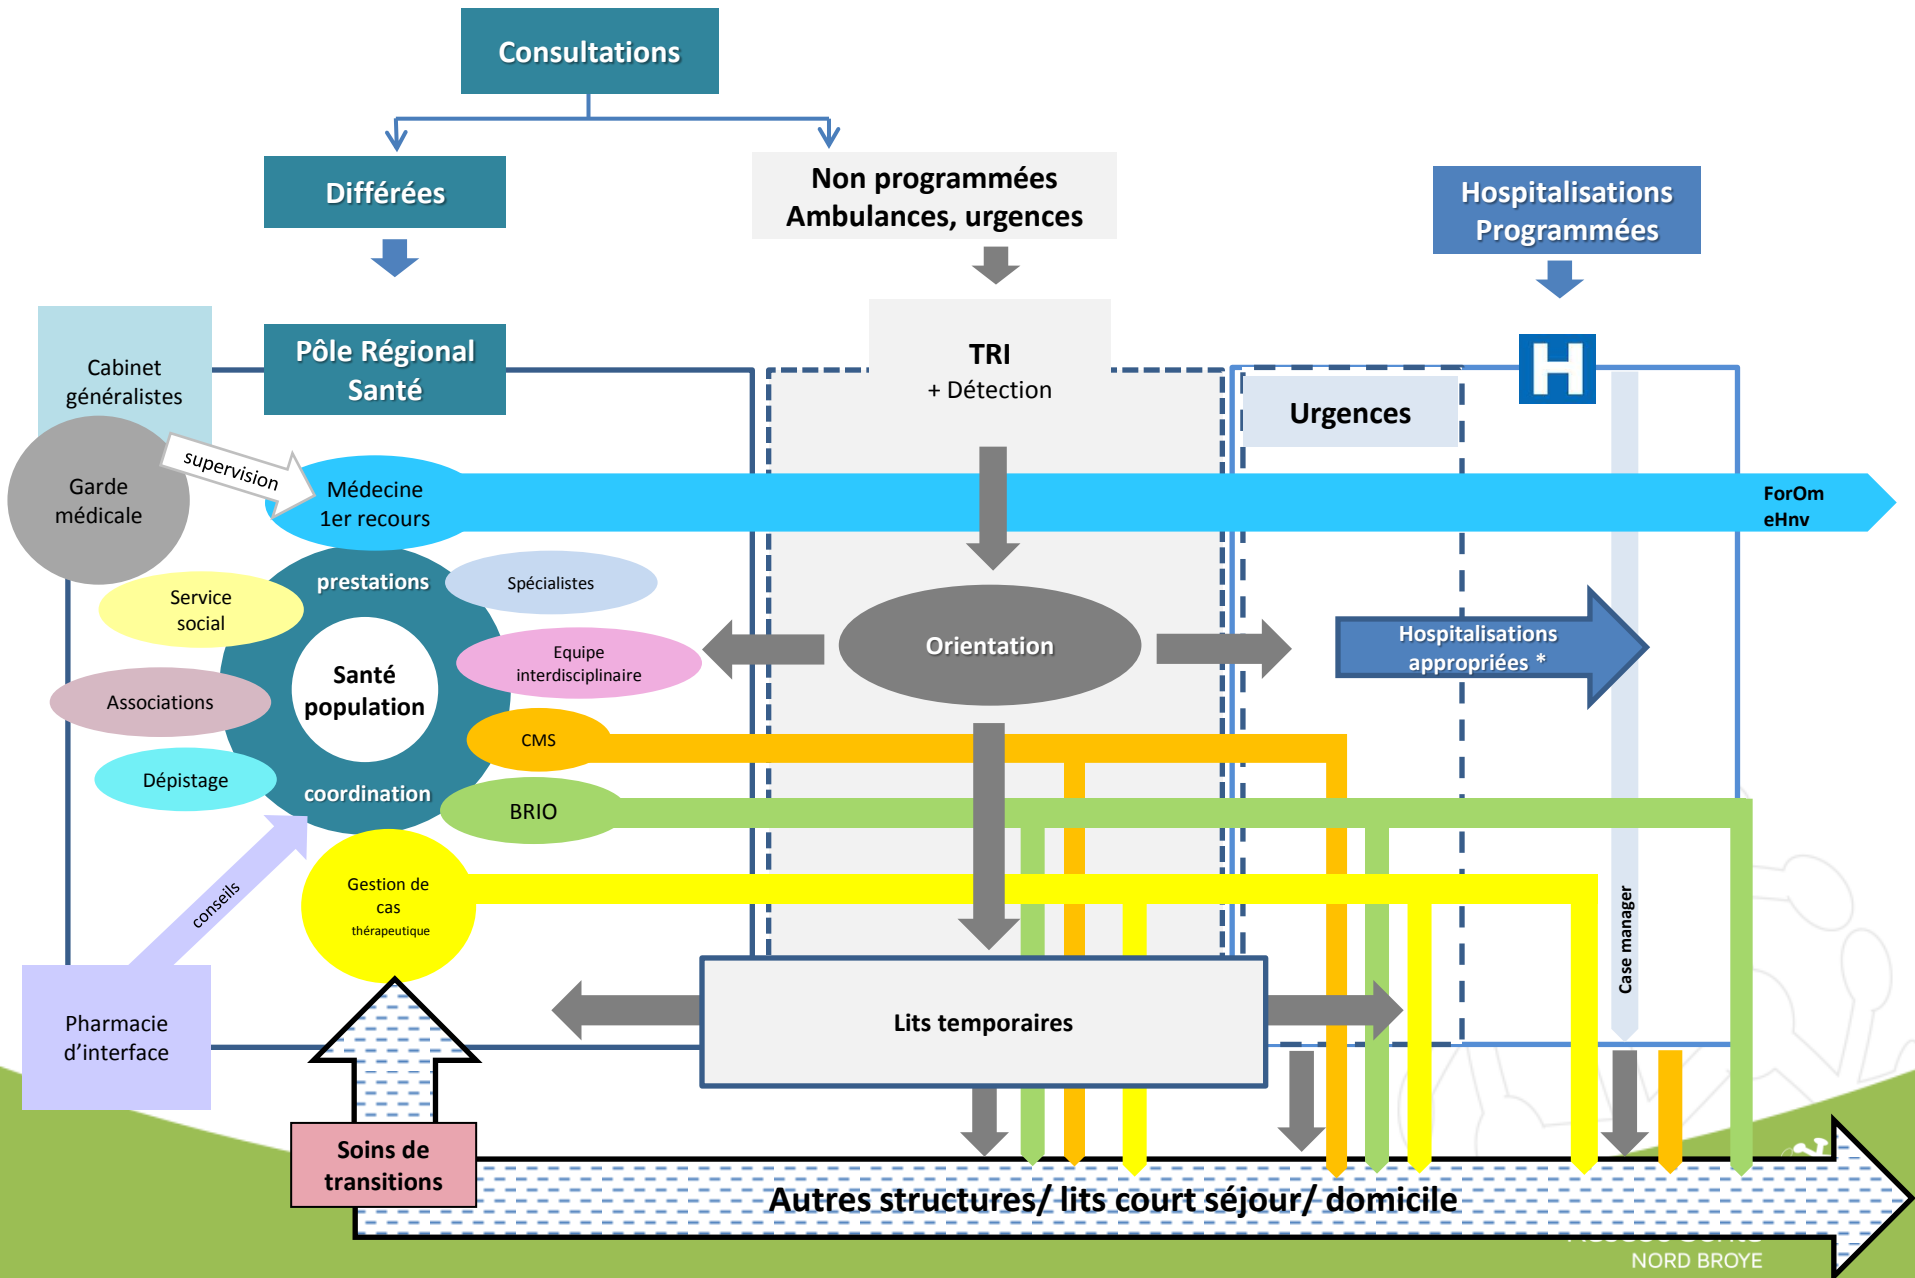 Consultations
Différées
Non programmées
Ambulances, urgences
Hospitalisations
Programmées
Cabinet
généralistes
Pôle Régional
Santé
TRI
+ Détection
H
Urgences
Garde
médicale
supervision
Médecine
1er recours
ForOm
eHnv
prestations
Spécialistes
Service
social
Orientation
Hospitalisations
appropriées *
Equipe
interdisciplinaire
Santé
population
Associations
CMS
Dépistage
coordination
BRIO
conseils
Gestion de
cas
thérapeutique
Case manager
Pharmacie
d'interface
Lits temporaires
Soins de
transitions
Autres structures/ lits court séjour/ domicile
NORD BROYE